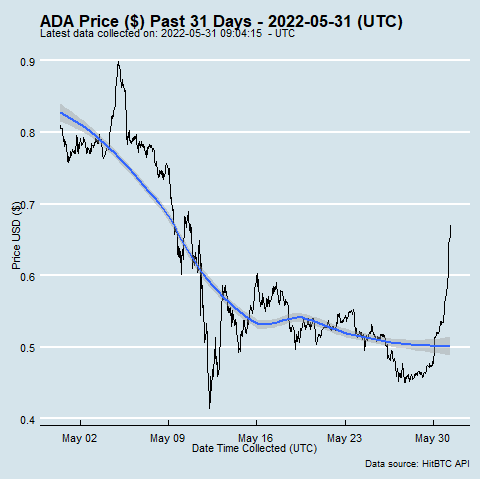 ADA Price ($) Past 31 Days - 2022-05-31 (UTC)
Latest data collected on: 2022-05-31 09:04:15  - UTC
0.9
0.8
0.7
0.6
0.5
0.4
Price USD ($)
May 02 May 09 May 16 May 23 May 30
Date Time Collected (UTC)
Data source: HitBTC API